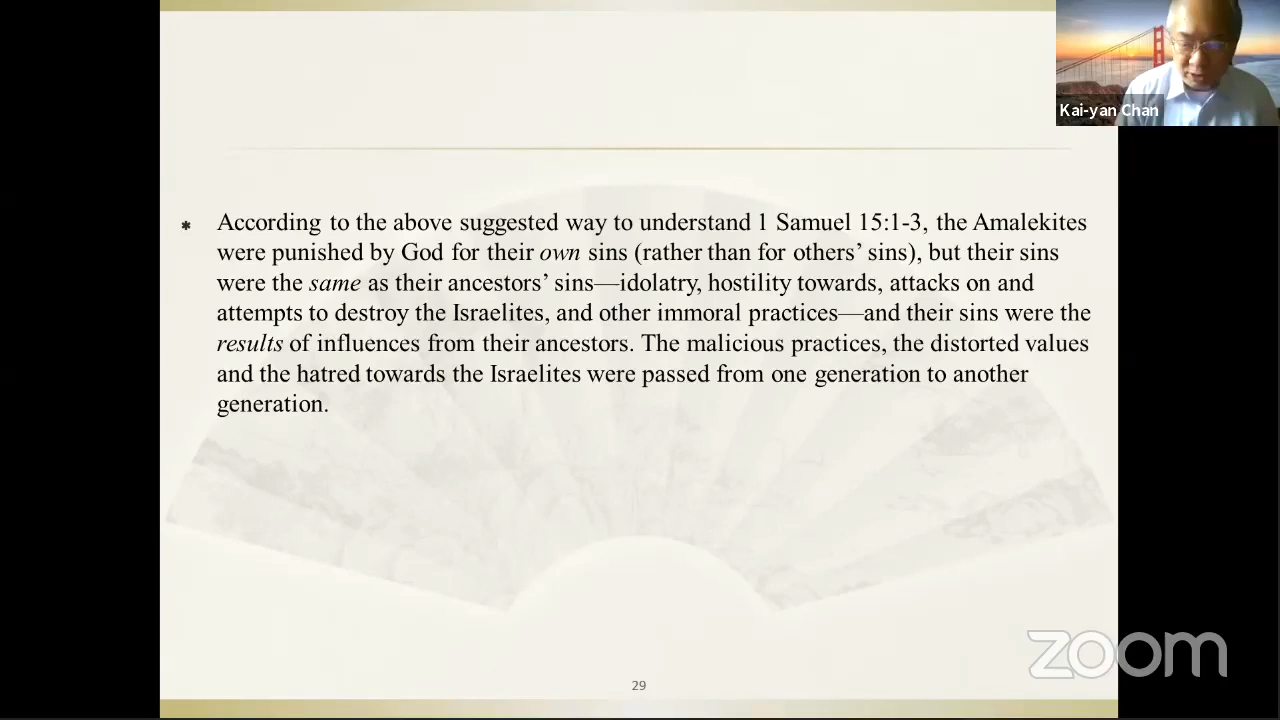 Kai-yan Chan
* According to the above suggested way to understand 1 Samuel 15:1-3, the Amalekites
were punished by God for their own sins (rather than for others’ sins), but their sins
were the same as their ancestors’ sins—idolatry, hostility towards, attacks on and
attempts to destroy the Israelites, and other immoral practices—and their sins were the
results of influences from their ancestors. The malicious practices, the distorted values
and the hatred towards the Israelites were passed from one generation to another
generation.
zoom
29